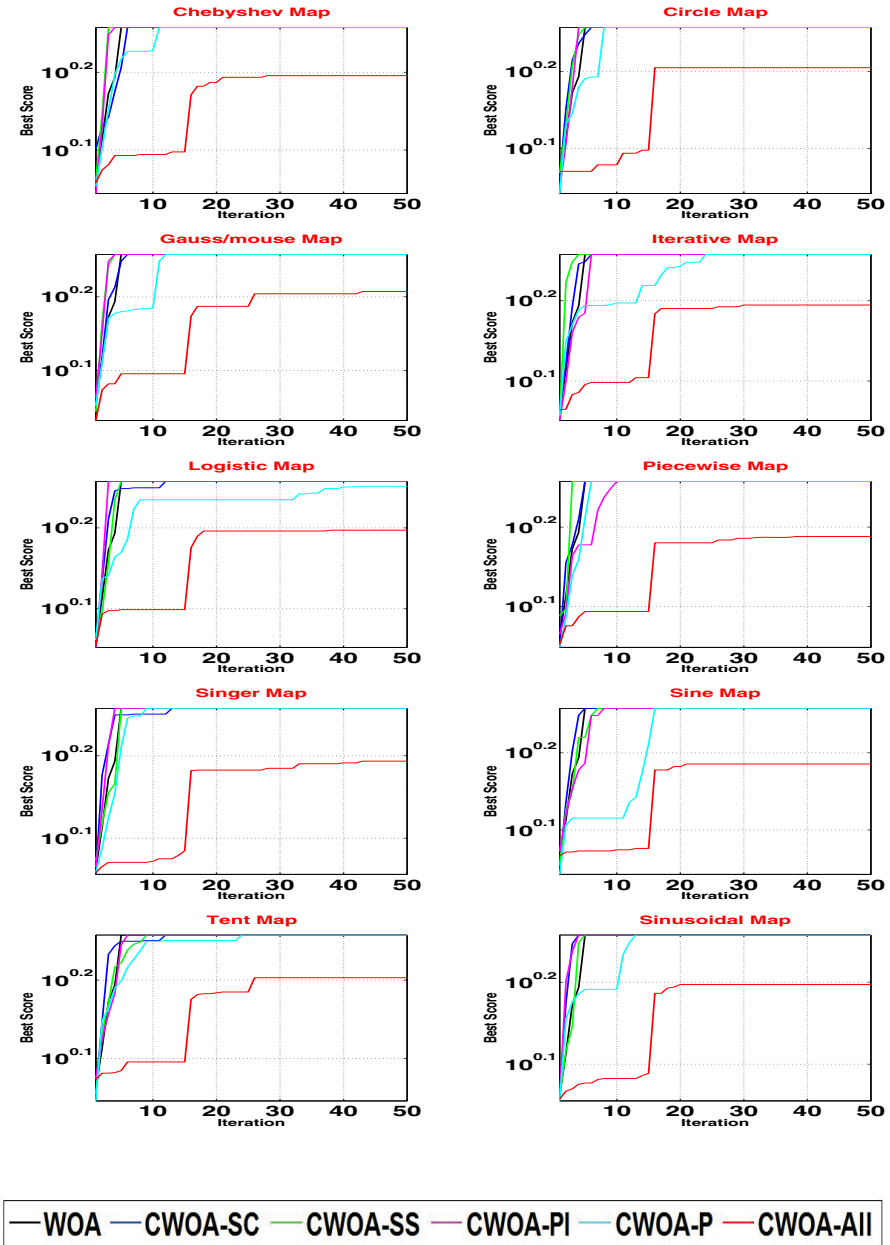 Chebyshev Map
Circle Map
Best Score
10^0.2
10^0.1
10 20 30 40 50
Iteration
Best Score
10^0.2
10^0.1
10 20 30 40 50
Iteration
Gauss/mouse Map
Iterative Map
Best Score
10^0.2
10^0.1
10 20 30 40 50
Iteration
Best Score
10^0.2
10^0.1
10 20 30 40 50
Iteration
Logistic Map
Piecewise Map
Best Score
10^0.2
10^0.1
10 20 30 40 50
Iteration
Best Score
10^0.2
10^0.1
10 20 30 40 50
Iteration
Singer Map
Sine Map
Best Score
10^0.2
10^0.1
10 20 30 40 50
Iteration
Best Score
10^0.2
10^0.1
10 20 30 40 50
Iteration
Tent Map
Sinusoidal Map
Best Score
10^0.2
10^0.1
10 20 30 40 50
Iteration
Best Score
10^0.2
10^0.1
10 20 30 40 50
Iteration
WOA CWOA-SC CWOA-SS CWOA-PI CWOA-P CWOA-All